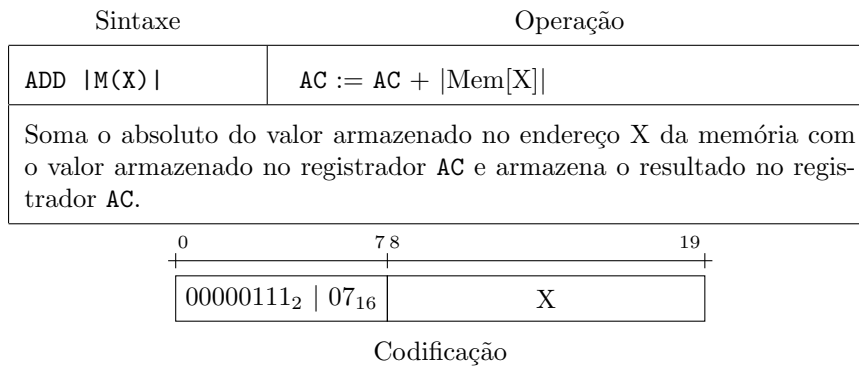 Sintaxe Operação
ADD |M(X)| AC := AC + |Mem[X]|
Soma o absoluto do valor armazenado no endereço X da memória com
o valor armazenado no registrador AC e armazena o resultado no regis-
trador AC.
0 7 8 19
00000111₂ | 07₁₆ X
Codificação